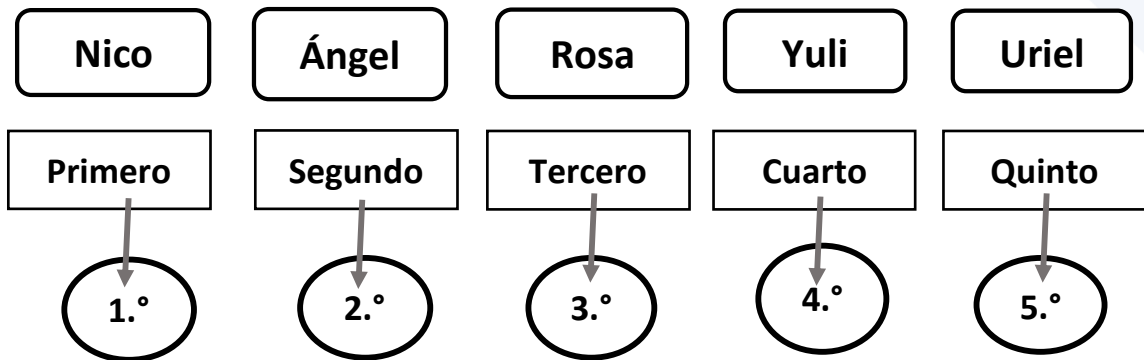 Nico Ángel Rosa Yuli Uriel
Primero Segundo Tercero Cuarto Quinto
1.° 2.° 3.° 4.° 5.°